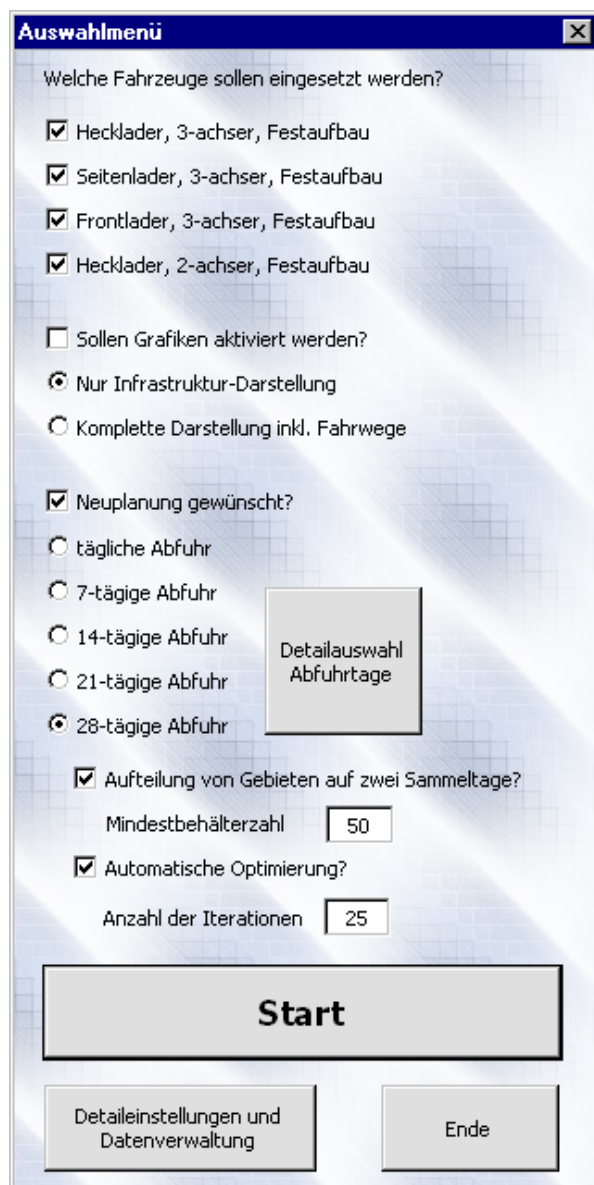 Auswahlmenü
Welche Fahrzeuge sollen eingesetzt werden?
Hecklader, 3-achser, Festaufbau
Seitenlader, 3-achser, Festaufbau
Frontlader, 3-achser, Festaufbau
Hecklader, 2-achser, Festaufbau
Sollen Grafiken aktiviert werden?
Nur Infrastruktur-Darstellung
Komplette Darstellung inkl. Fahrwege
Neuplanung gewünscht?
tägliche Abfuhr
7-tägige Abfuhr
14-tägige Abfuhr
21-tägige Abfuhr
28-tägige Abfuhr
Detailauswahl
Abfuhrtage
Aufteilung von Gebieten auf zwei Sammeltage?
Mindestbehälterzahl 50
Automatische Optimierung?
Anzahl der Iterationen 25
Start
Detaileinstellungen und
Datenverwaltung
Ende